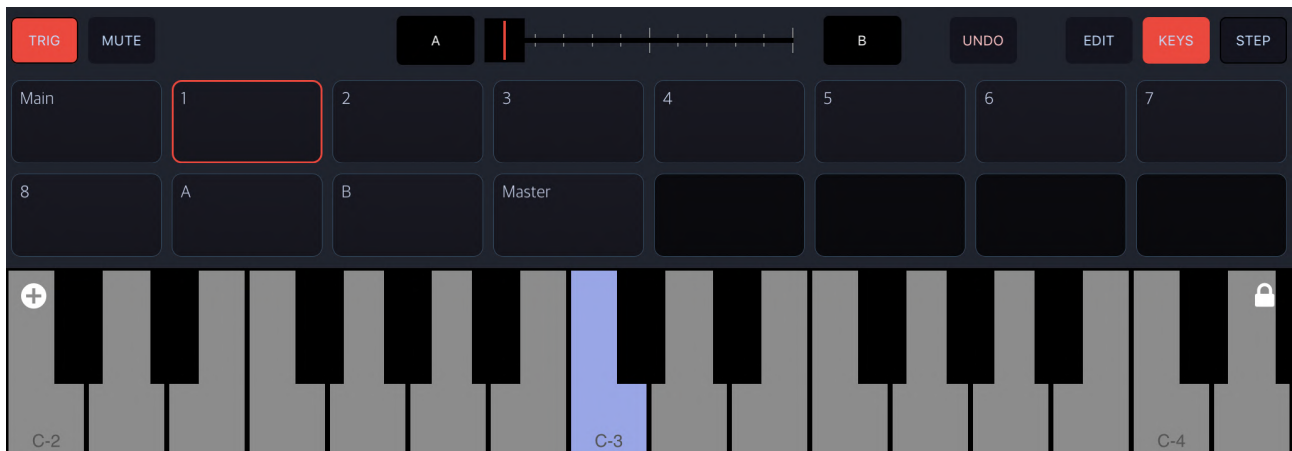 TRIG MUTE A B UNDO EDIT KEYS STEP
Main 1 2 3 4 5 6 7
8 A B Master
C-2 C-3 C-4